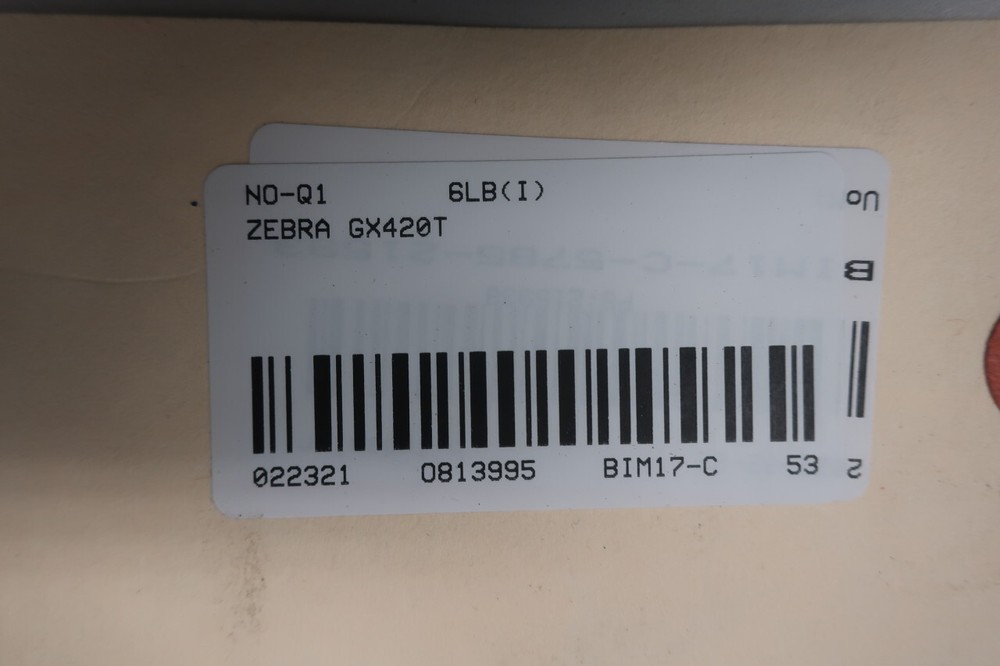 NO-Q1 6LB(I)
ZEBRA GX420T
022321 0813995 BIM17-C 53